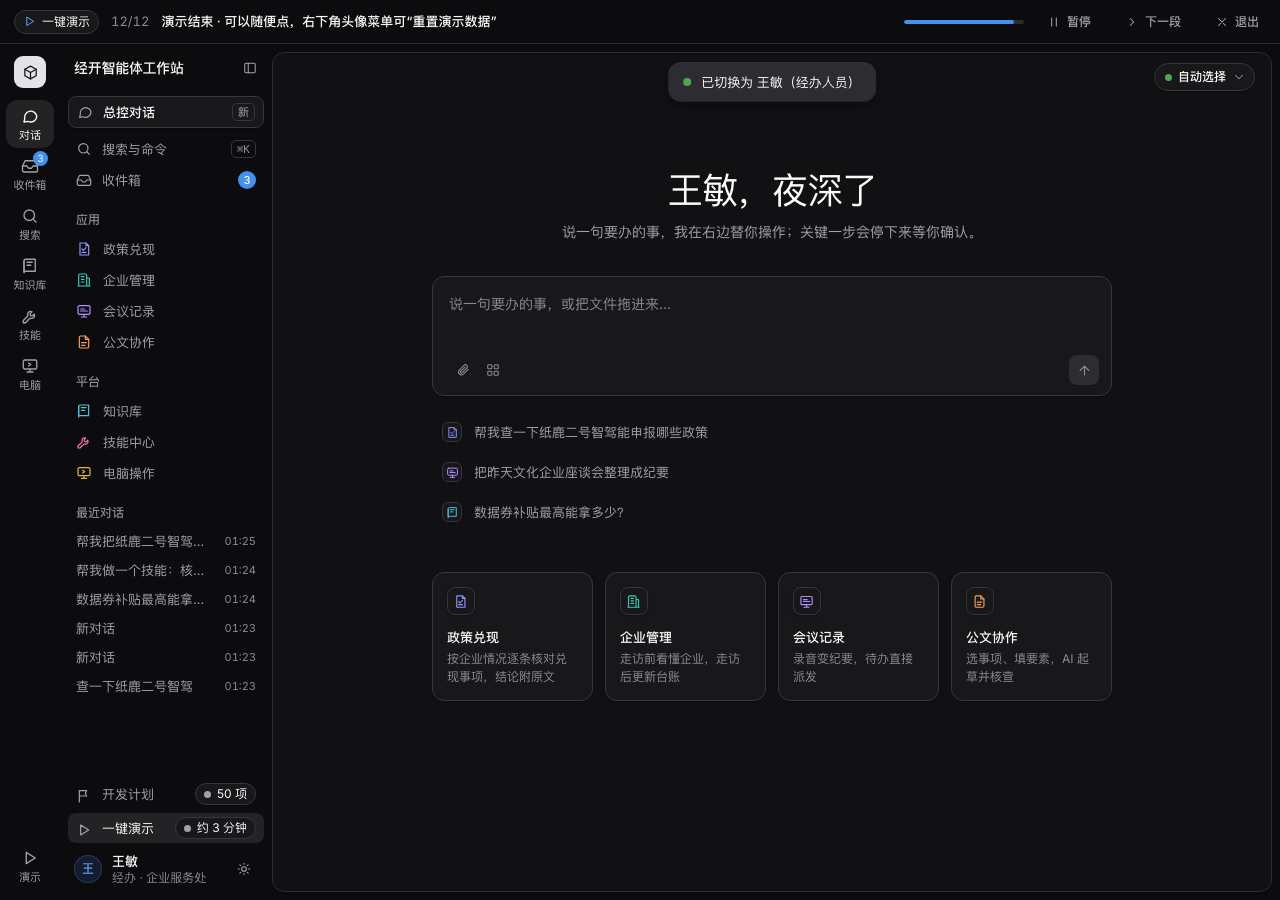 一键演示
12/12
演示结束 · 可以随便点，右下角头像菜单可“重置演示数据”
暂停
下一段
退出
对话
3
收件箱
搜索
知识库
技能
电脑
演示
经开智能体工作站
总控对话
新
搜索与命令
⌘K
收件箱
3
应用
政策兑现
企业管理
会议记录
公文协作
平台
知识库
技能中心
电脑操作
最近对话
帮我把纸鹿二号智驾... 01:25
帮我做一个技能：核... 01:24
数据券补贴最高能拿... 01:24
新对话 01:23
新对话 01:23
查一下纸鹿二号智驾 01:23
开发计划
50 项
一键演示
约 3 分钟
王
王敏
经办 · 企业服务处
已切换为 王敏（经办人员）
自动选择
王敏，夜深了
说一句要办的事，我在右边替你操作；关键一步会停下来等你确认。
说一句要办的事，或把文件拖进来...
帮我查一下纸鹿二号智驾能申报哪些政策
把昨天文化企业座谈会整理成纪要
数据券补贴最高能拿多少？
政策兑现
按企业情况逐条核对兑
现事项，结论附原文
企业管理
走访前看懂企业，走访
后更新台账
会议记录
录音变纪要，待办直接
派发
公文协作
选事项、填要素，AI 起
草并核查